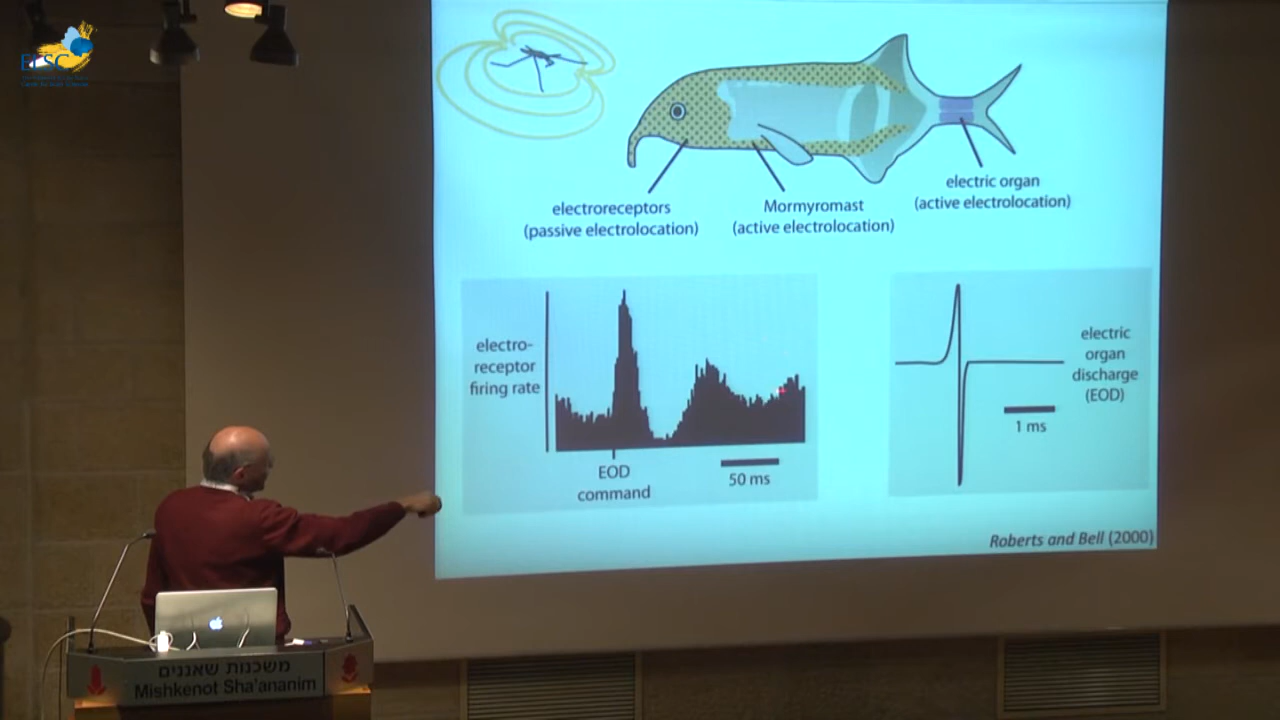 ELSC
electroreceptors
(passive electrolocation)
Mormyromast
(active electrolocation)
electric organ
(active electrolocation)
electro-
receptor
firing rate
EOD
command
50 ms
electric
organ
discharge
(EOD)
1 ms
Roberts and Bell (2000)
משכנות שאננים
Mishkenot Sha'ananim